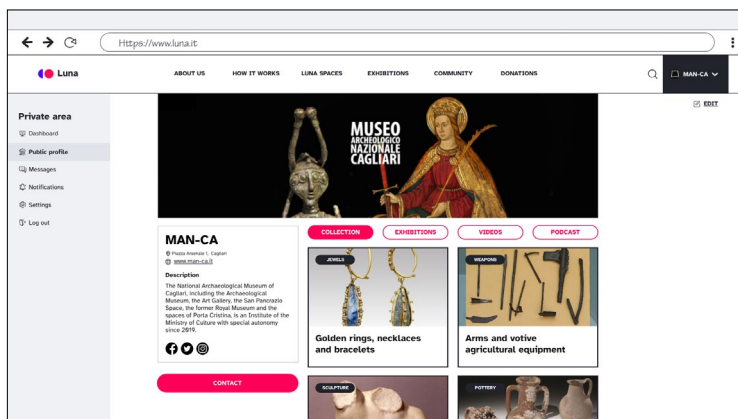 Https://www.luna.it
Luna
ABOUT US
HOW IT WORKS
LUNA SPACES
EXHIBITIONS
COMMUNITY
DONATIONS
MAN-CA
EDIT
Private area
Dashboard
Public profile
Messages
Notifications
Settings
Log out
MUSEO
ARCHEOLOGICO
NAZIONALE
CAGLIARI
MAN-CA
Piazza Arsenale 1, Cagliari
www.man-ca.it
Description
The National Archaeological Museum of
Cagliari, including the Archaeological
Museum, the Art Gallery, the San Pancrazio
Space, the former Royal Museum and the
spaces of Porta Cristina, is an Institute of the
Ministry of Culture with special autonomy
since 2019.
CONTACT
COLLECTION
EXHIBITIONS
VIDEOS
PODCAST
JEWELS
Golden rings, necklaces
and bracelets
WEAPONS
Arms and votive
agricultural equipment
SCULPTURE
POTTERY